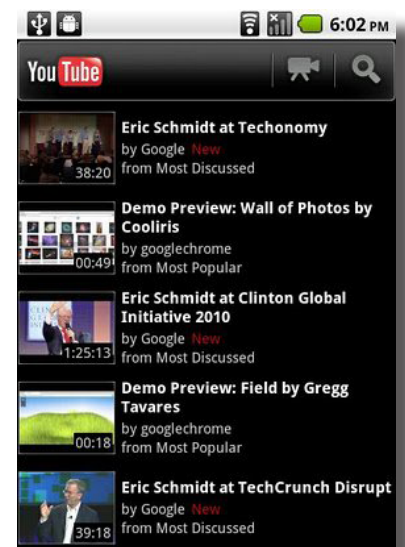 6:02 PM
YouTube
Eric Schmidt at Techonomy
by Google New
38:20
from Most Discussed
Demo Preview: Wall of Photos by
Cooliris
by googlechrome
00:49
from Most Popular
Eric Schmidt at Clinton Global
Initiative 2010
by Google New
1:25:13
from Most Discussed
Demo Preview: Field by Gregg
Tavares
by googlechrome
00:18
from Most Popular
Eric Schmidt at TechCrunch Disrupt
by Google New
39:18
from Most Discussed